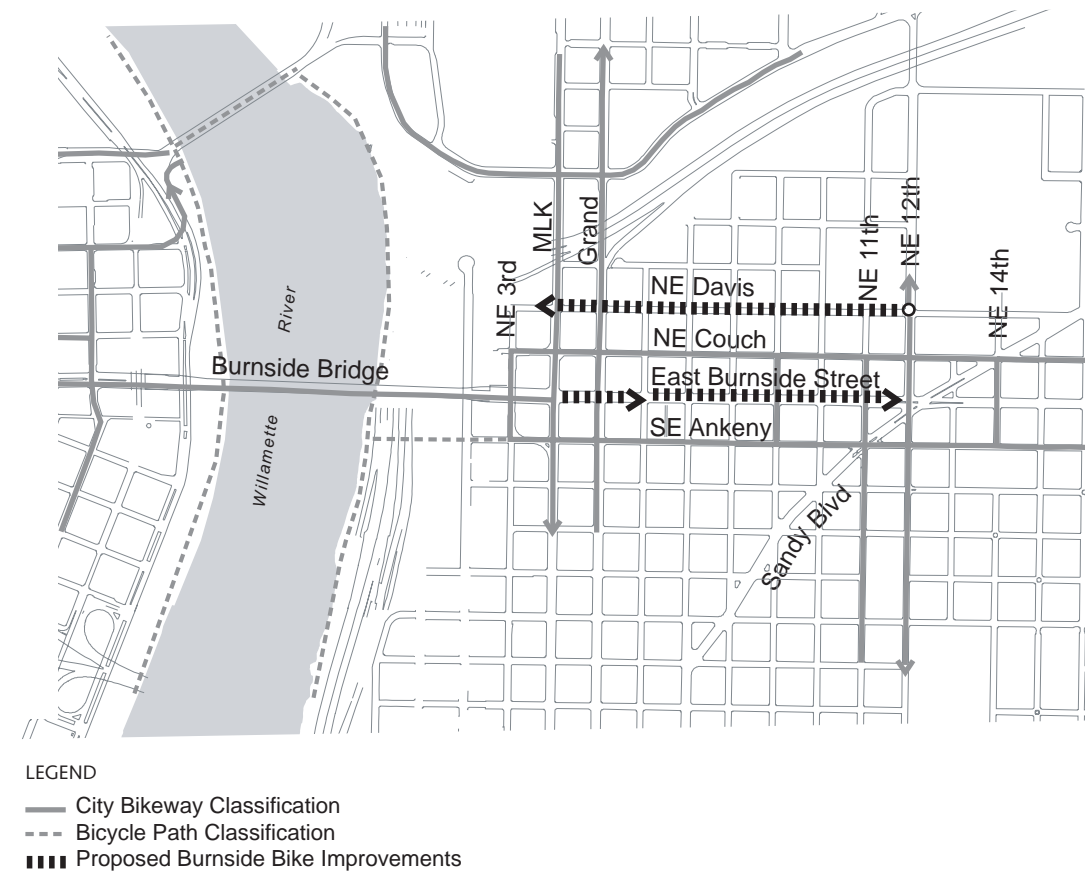 MLK
Grand
NE 3rd
NE 11th
NE 12th
NE 14th
NE Davis
NE Couch
River
Burnside Bridge
East Burnside Street
SE Ankeny
Willamette
Sandy Blvd
LEGEND
City Bikeway Classification
Bicycle Path Classification
Proposed Burnside Bike Improvements